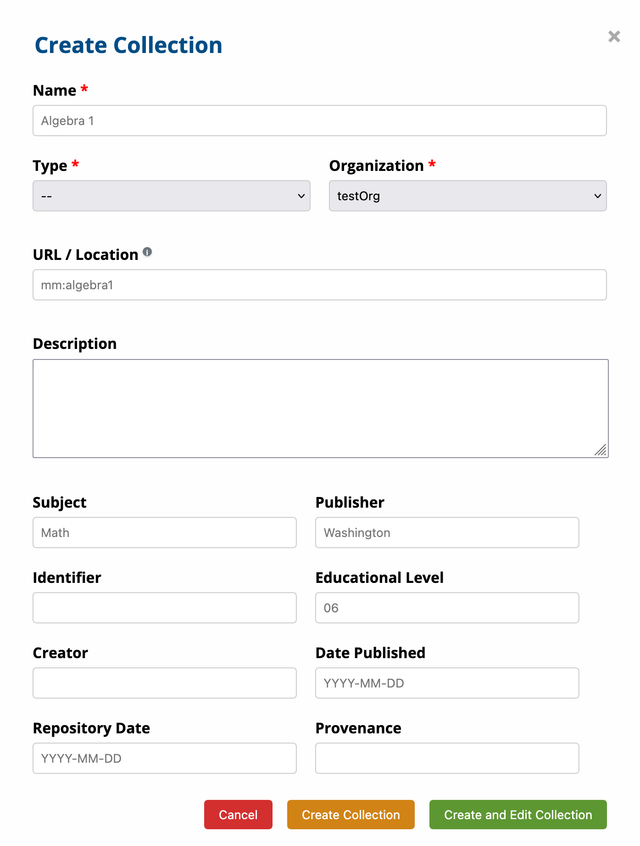 Create Collection
Name *
Algebra 1
Type * Organization *
-- testOrg
URL / Location
mm:algebra1
Description
Subject Publisher
Math Washington
Identifier Educational Level
06
Creator Date Published
YYYY-MM-DD
Repository Date Provenance
YYYY-MM-DD
Cancel Create Collection Create and Edit Collection